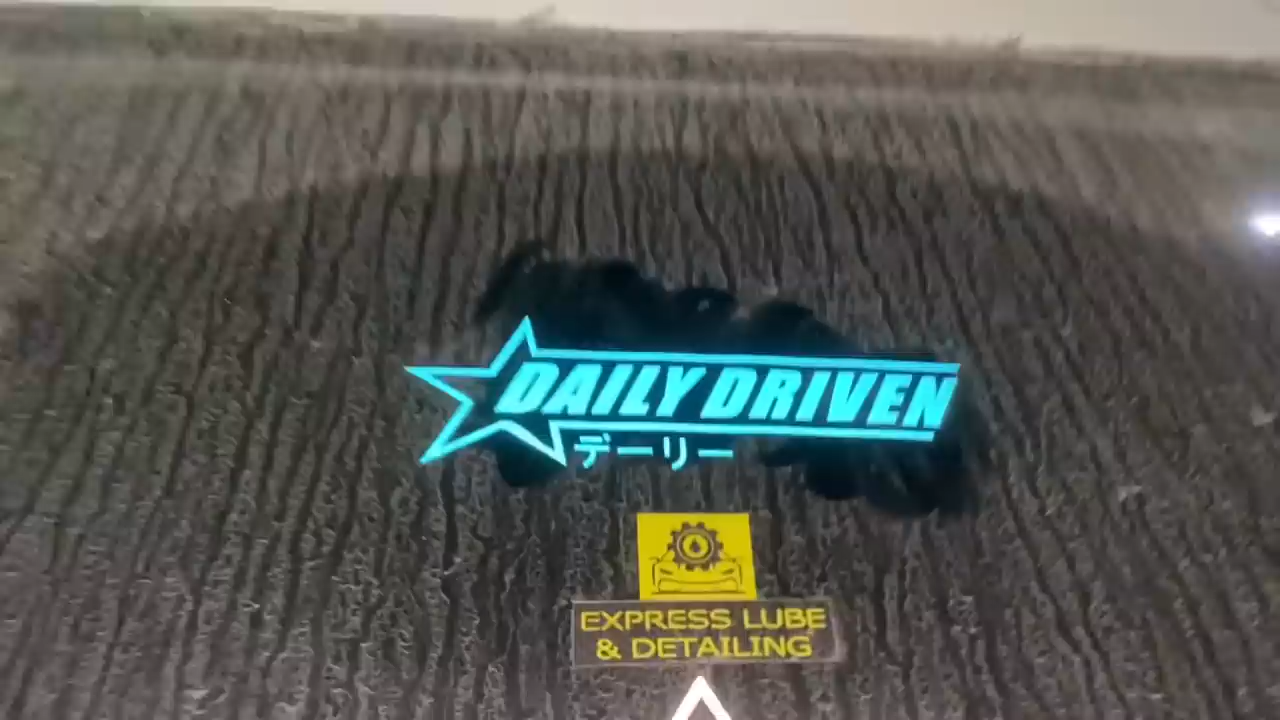 DAILY DRIVEN
デーリー
EXPRESS LUBE
& DETAILING